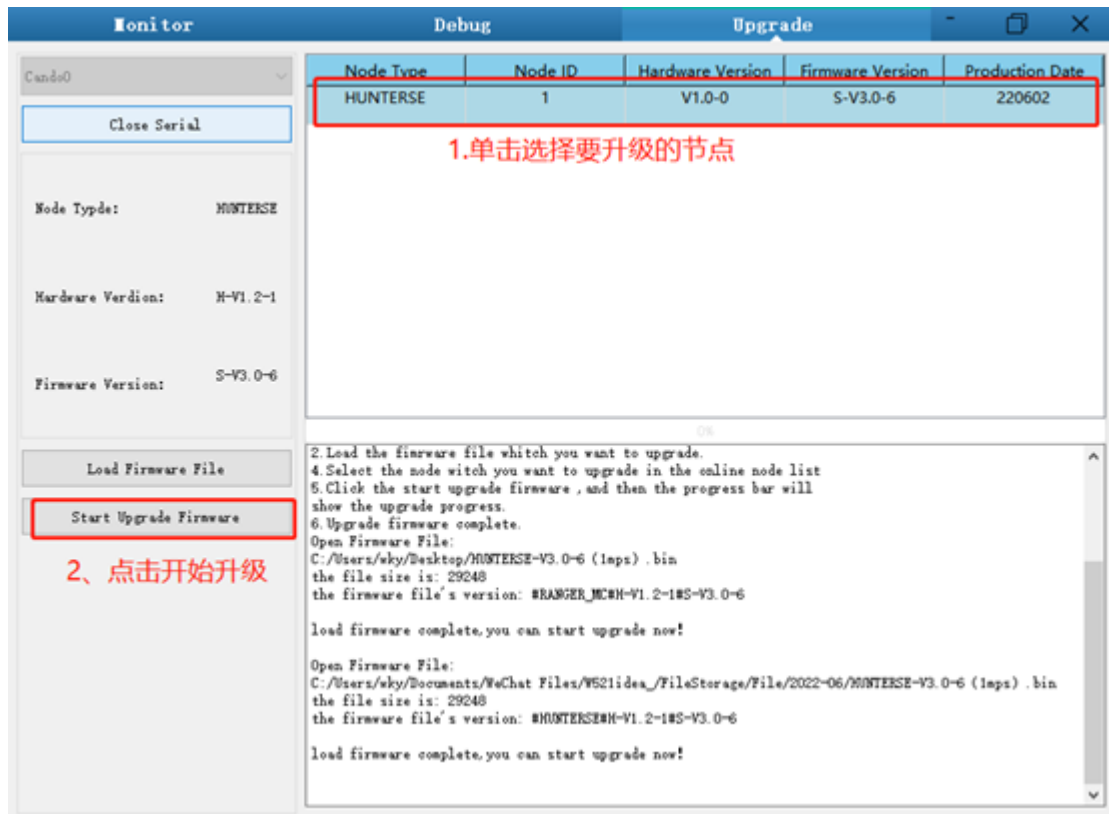 Monitor
Debug
Upgrade
Cando0
Close Serial
Node Typde: HUNTERSE
Hardware Verdion: H-V1.2-1
Firmware Version: S-V3.0-6
Load Firmware File
Start Upgrade Firmware
2、点击开始升级
Node Type Node ID Hardware Version Firmware Version Production Date
HUNTERSE 1 V1.0-0 S-V3.0-6 220602
1.单击选择要升级的节点
0%
2.Load the firmware file whitch you want to upgrade.
4.Select the node witch you want to upgrade in the online node list
5.Click the start upgrade firmware ,and then the progress bar will
show the upgrade progress.
6.Upgrade firmware complete.
Open Firmware File:
C:/Users/wky/Desktop/HUNTERSE-V3.0-6 (1mps) .bin
the file size is: 29248
the firmware file's version: #RANGER_MC#H-V1.2-1#S-V3.0-6
load firmware complete,you can start upgrade now!
Open Firmware File:
C:/Users/wky/Documents/WeChat Files/W521idea_/FileStorage/File/2022-06/HUNTERSE-V3.0-6 (1mps) .bin
the file size is: 29248
the firmware file's version: #HUNTERSE#H-V1.2-1#S-V3.0-6
load firmware complete,you can start upgrade now!